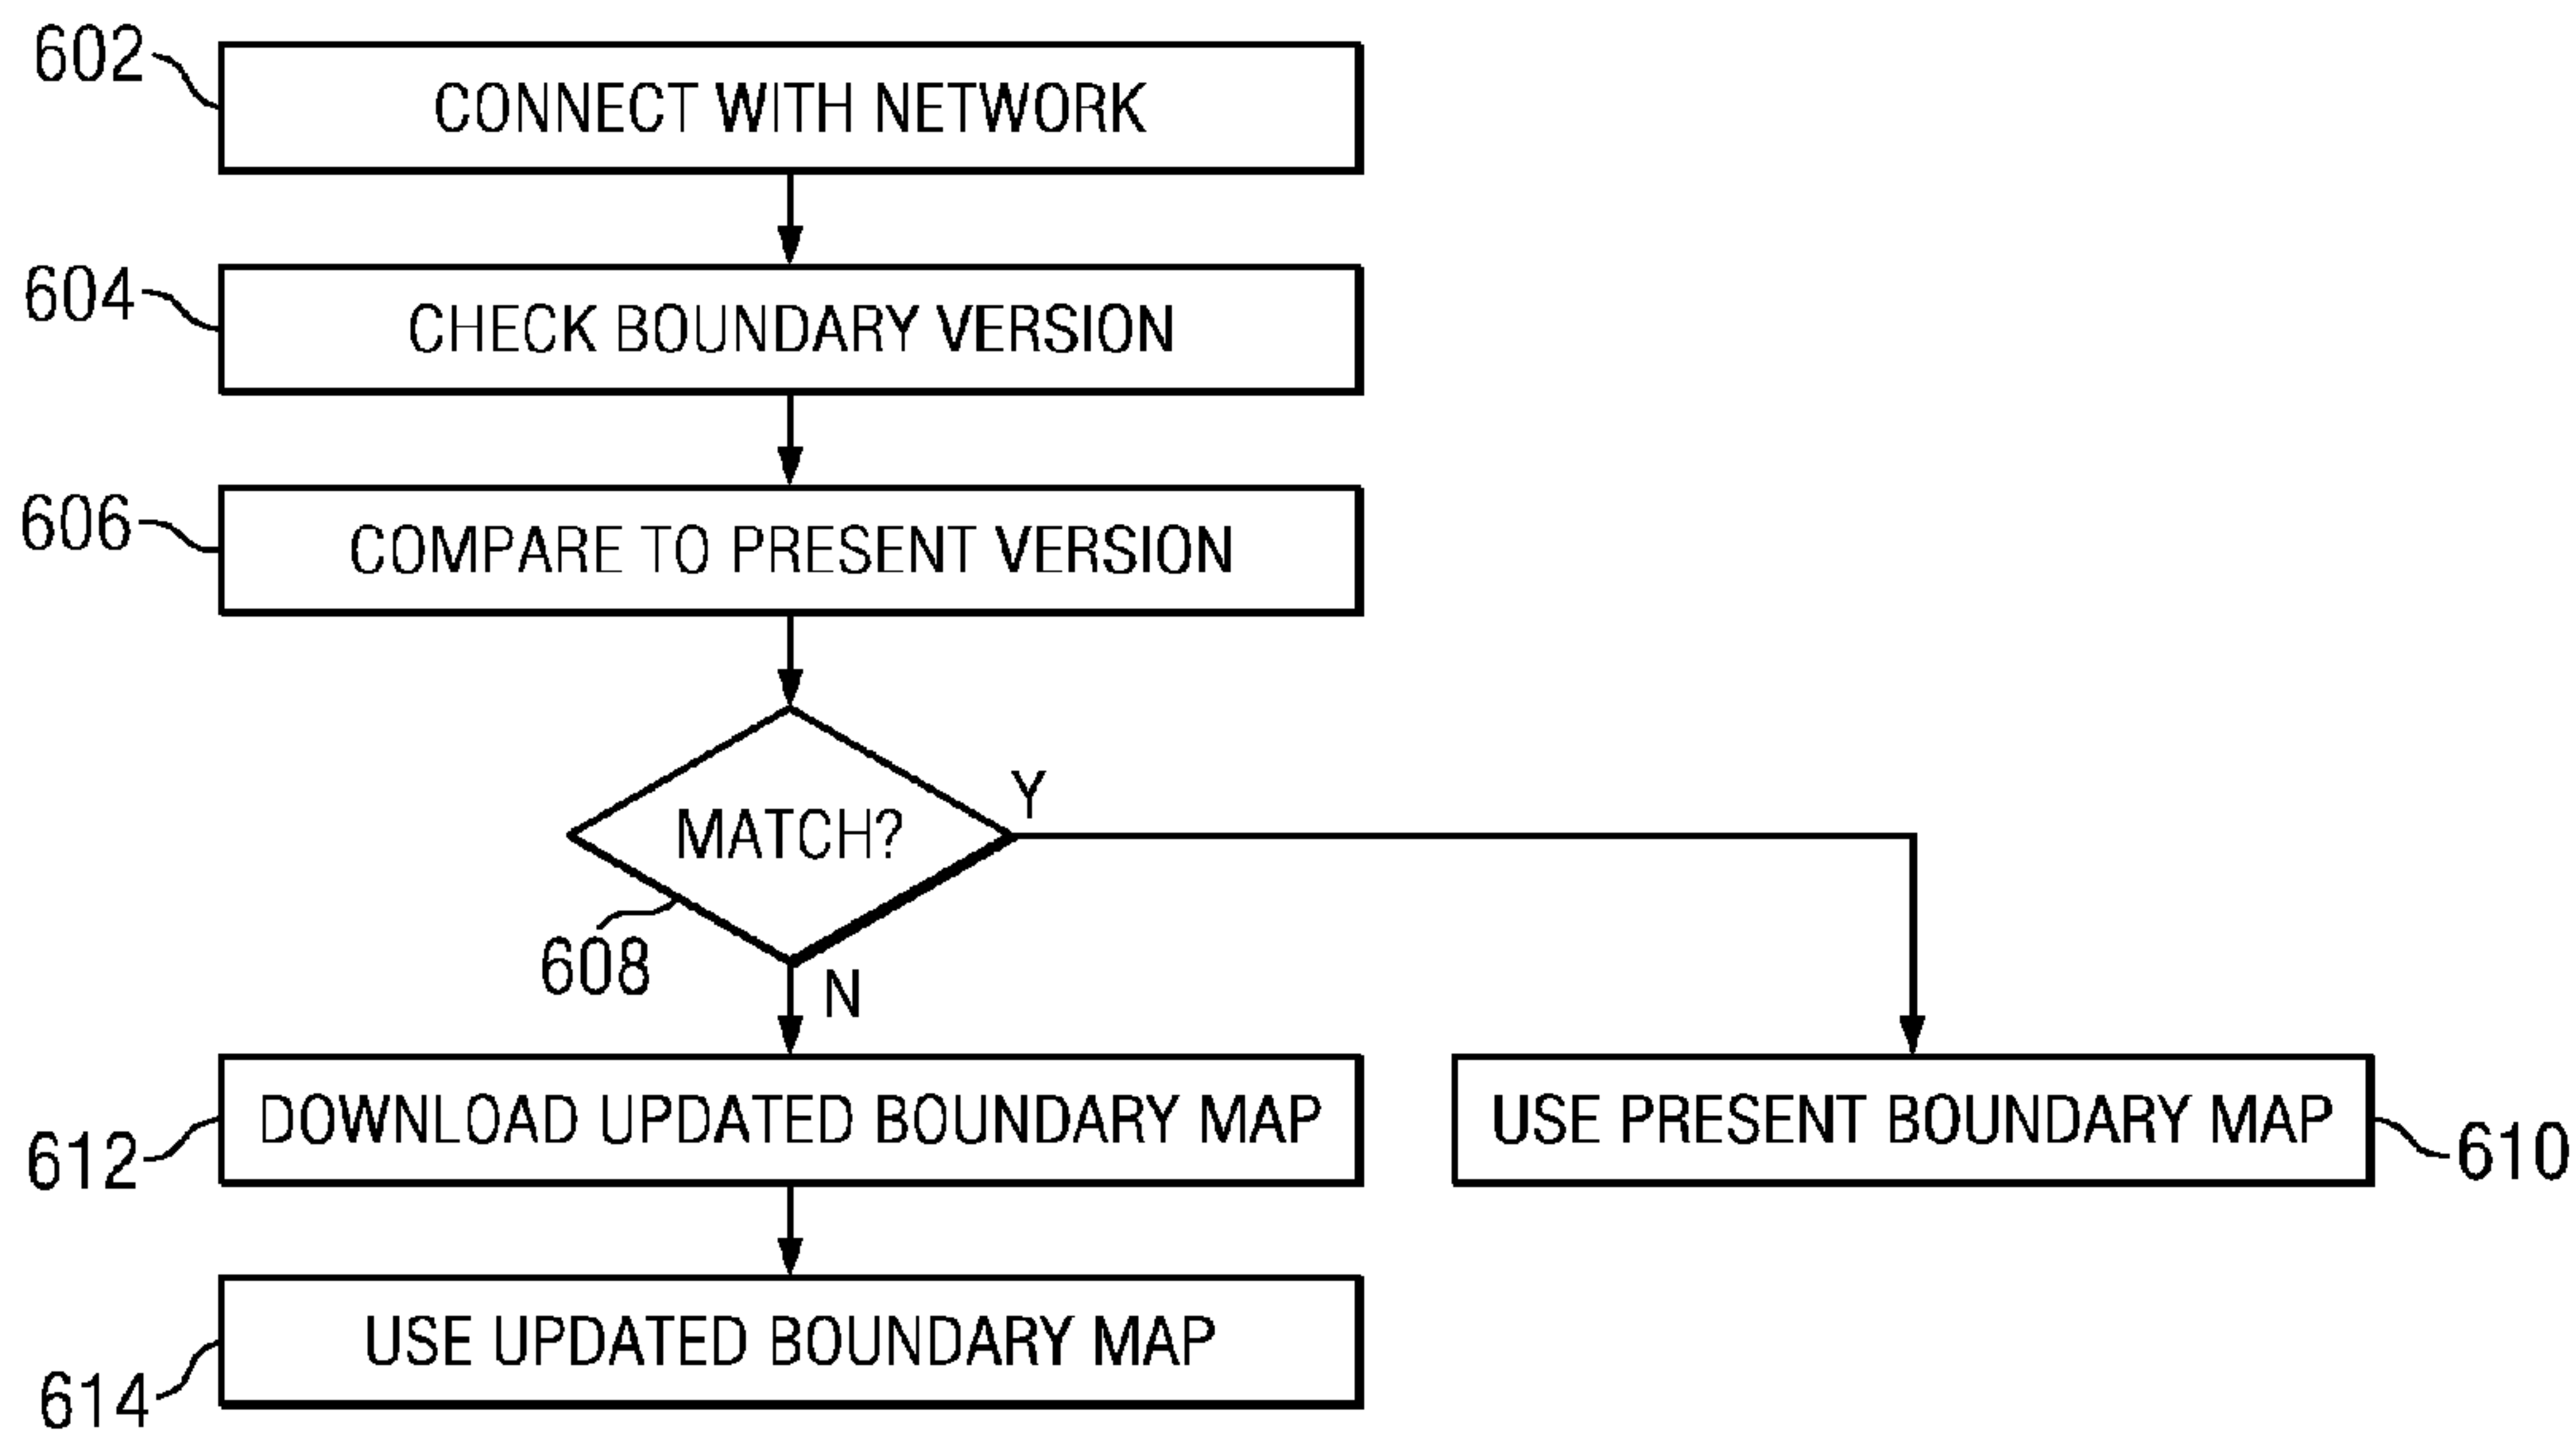 602
CONNECT WITH NETWORK
604
CHECK BOUNDARY VERSION
606
COMPARE TO PRESENT VERSION
MATCH?
Y
608
N
612
DOWNLOAD UPDATED BOUNDARY MAP
USE PRESENT BOUNDARY MAP
610
614
USE UPDATED BOUNDARY MAP